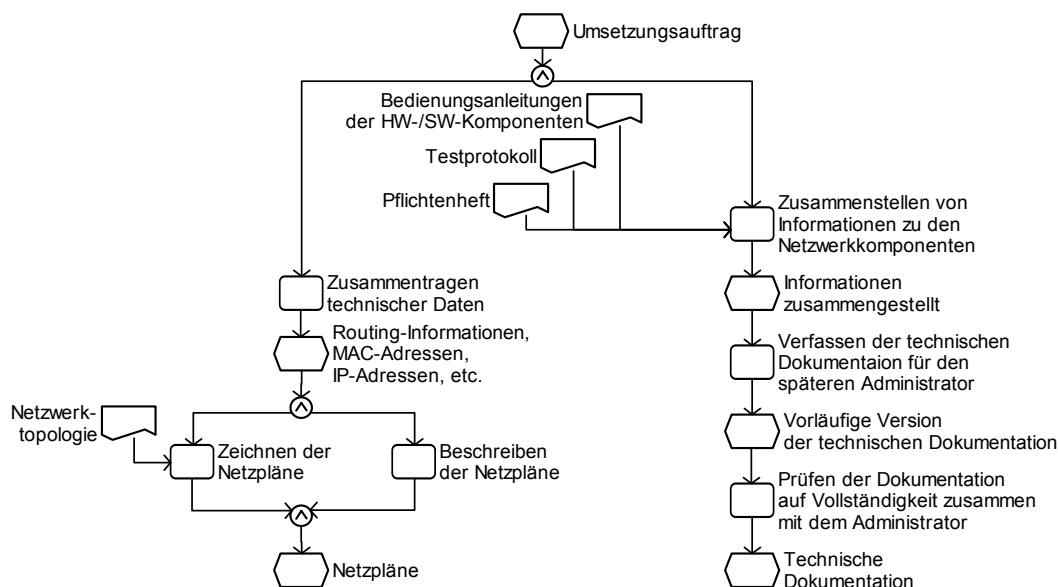 Umsetzungsauftrag
Bedienungsanleitungen
der HW-/SW-Komponenten
Testprotokoll
Pflichtenheft
Zusammenstellen von
Informationen zu den
Netzwerkkomponenten
Zusammentragen
technischer Daten
Informationen
zusammengestellt
Routing-Informationen,
MAC-Adressen,
IP-Adressen, etc.
Verfassen der technischen
Dokumentaion für den
späteren Administrator
Netzwerk-
topologie
Zeichnen der
Netzpläne
Beschreiben
der Netzpläne
Vorläufige Version
der technischen Dokumentation
Prüfen der Dokumentation
auf Vollständigkeit zusammen
mit dem Administrator
Netzpläne
Technische
Dokumentation